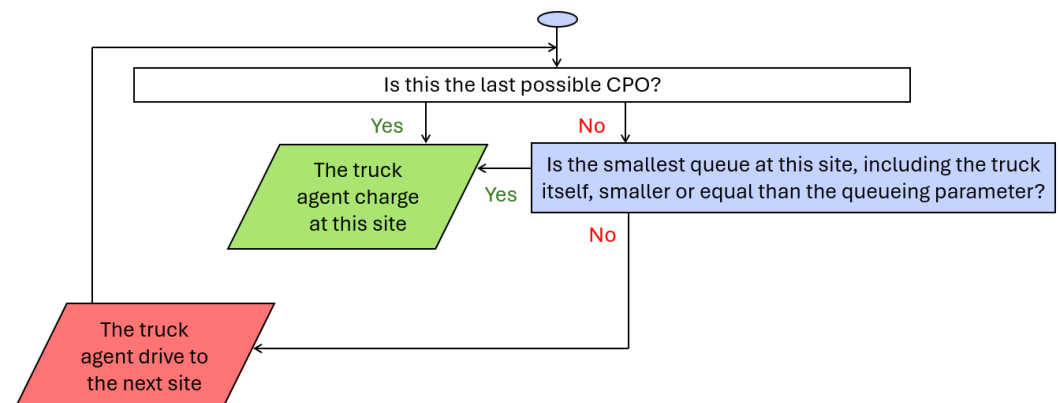 Is this the last possible CPO?
Yes
No
The truck
agent charge
at this site
Is the smallest queue at this site, including the truck
itself, smaller or equal than the queueing parameter?
Yes
No
The truck
agent drive to
the next site